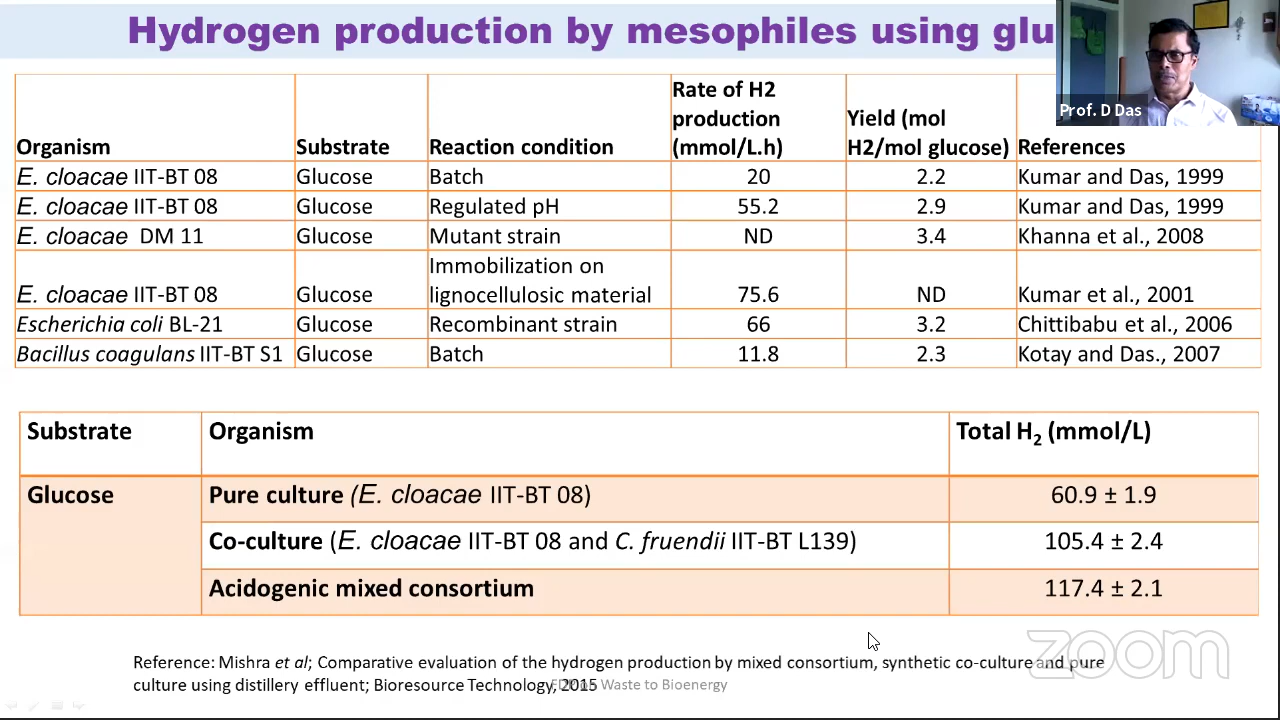 Hydrogen production by mesophiles using glu
Prof. D Das
Organism Substrate Reaction condition Rate of H2 production (mmol/L.h) Yield (mol H2/mol glucose) References
E. cloacae IIT-BT 08 Glucose Batch 20 2.2 Kumar and Das, 1999
E. cloacae IIT-BT 08 Glucose Regulated pH 55.2 2.9 Kumar and Das, 1999
E. cloacae DM 11 Glucose Mutant strain ND 3.4 Khanna et al., 2008
E. cloacae IIT-BT 08 Glucose Immobilization on lignocellulosic material 75.6 ND Kumar et al., 2001
Escherichia coli BL-21 Glucose Recombinant strain 66 3.2 Chittibabu et al., 2006
Bacillus coagulans IIT-BT S1 Glucose Batch 11.8 2.3 Kotay and Das., 2007
Substrate Organism Total H₂ (mmol/L)
Glucose Pure culture (E. cloacae IIT-BT 08) 60.9 ± 1.9
Co-culture (E. cloacae IIT-BT 08 and C. fruendii IIT-BT L139) 105.4 ± 2.4
Acidogenic mixed consortium 117.4 ± 2.1
zoom
Reference: Mishra et al; Comparative evaluation of the hydrogen production by mixed consortium, synthetic co-culture and pure
culture using distillery effluent; Bioresource Technology, 2015
Waste to Bioenergy